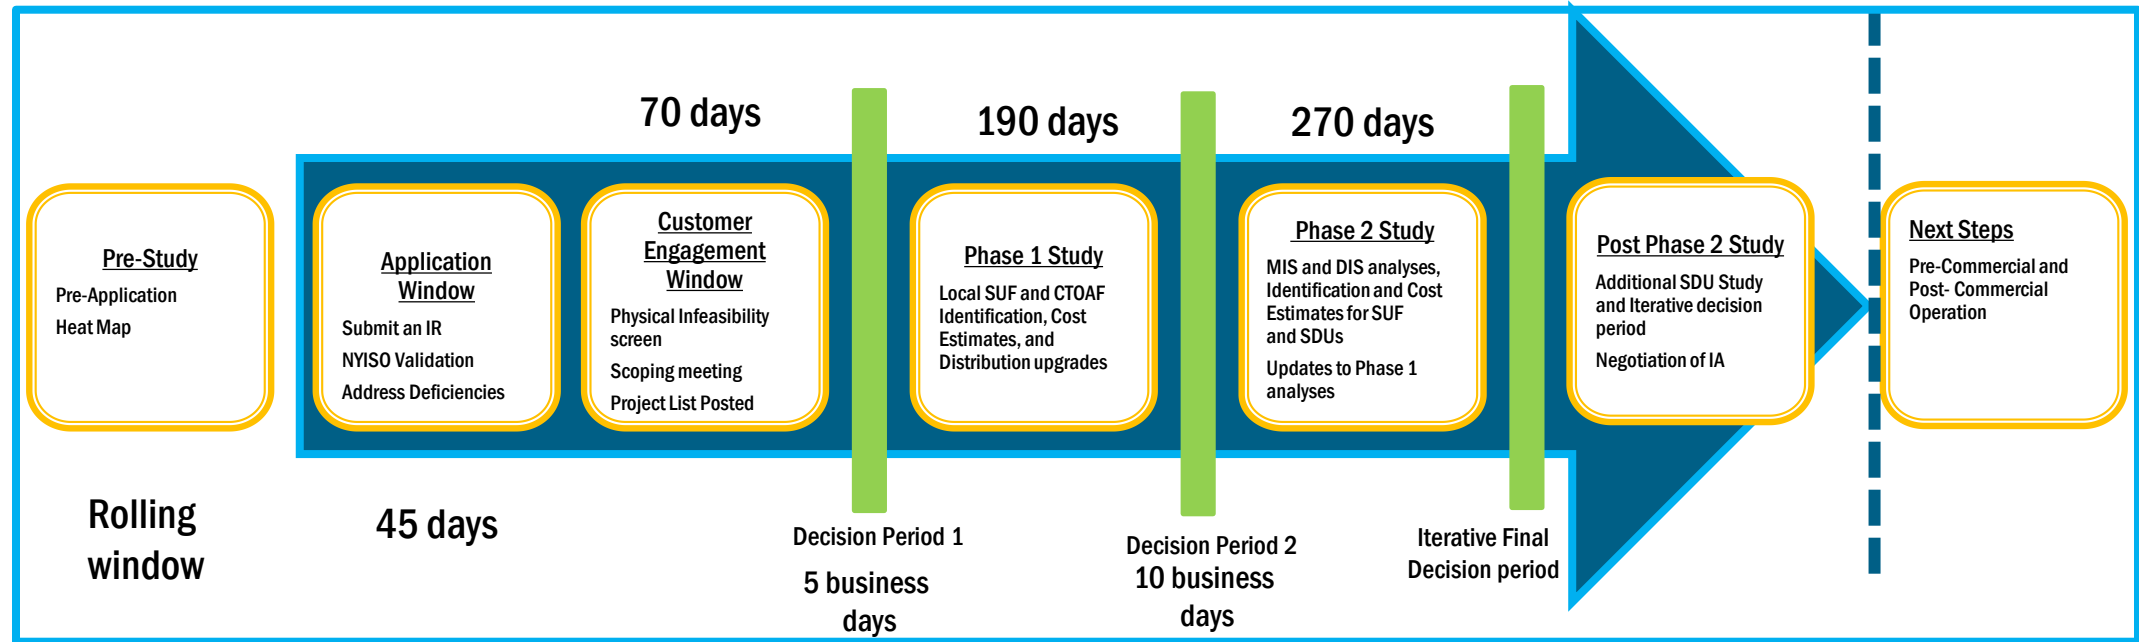 70 days
190 days
270 days
Pre-Study
Pre-Application
Heat Map
Rolling
window
Application
Window
Submit an IR
NYISO Validation
Address Deficiencies
45 days
Customer
Engagement
Window
Physical Infeasibility
screen
Scoping meeting
Project List Posted
Decision Period 1
5 business
days
Phase 1 Study
Local SUF and CTOAF
Identification, Cost
Estimates, and
Distribution upgrades
Decision Period 2
10 business
days
Phase 2 Study
MIS and DIS analyses,
Identification and Cost
Estimates for SUF
and SDUs
Updates to Phase 1
analyses
Iterative Final
Decision period
Post Phase 2 Study
Additional SDU Study
and Iterative decision
period
Negotiation of IA
Next Steps
Pre-Commercial and
Post- Commercial
Operation